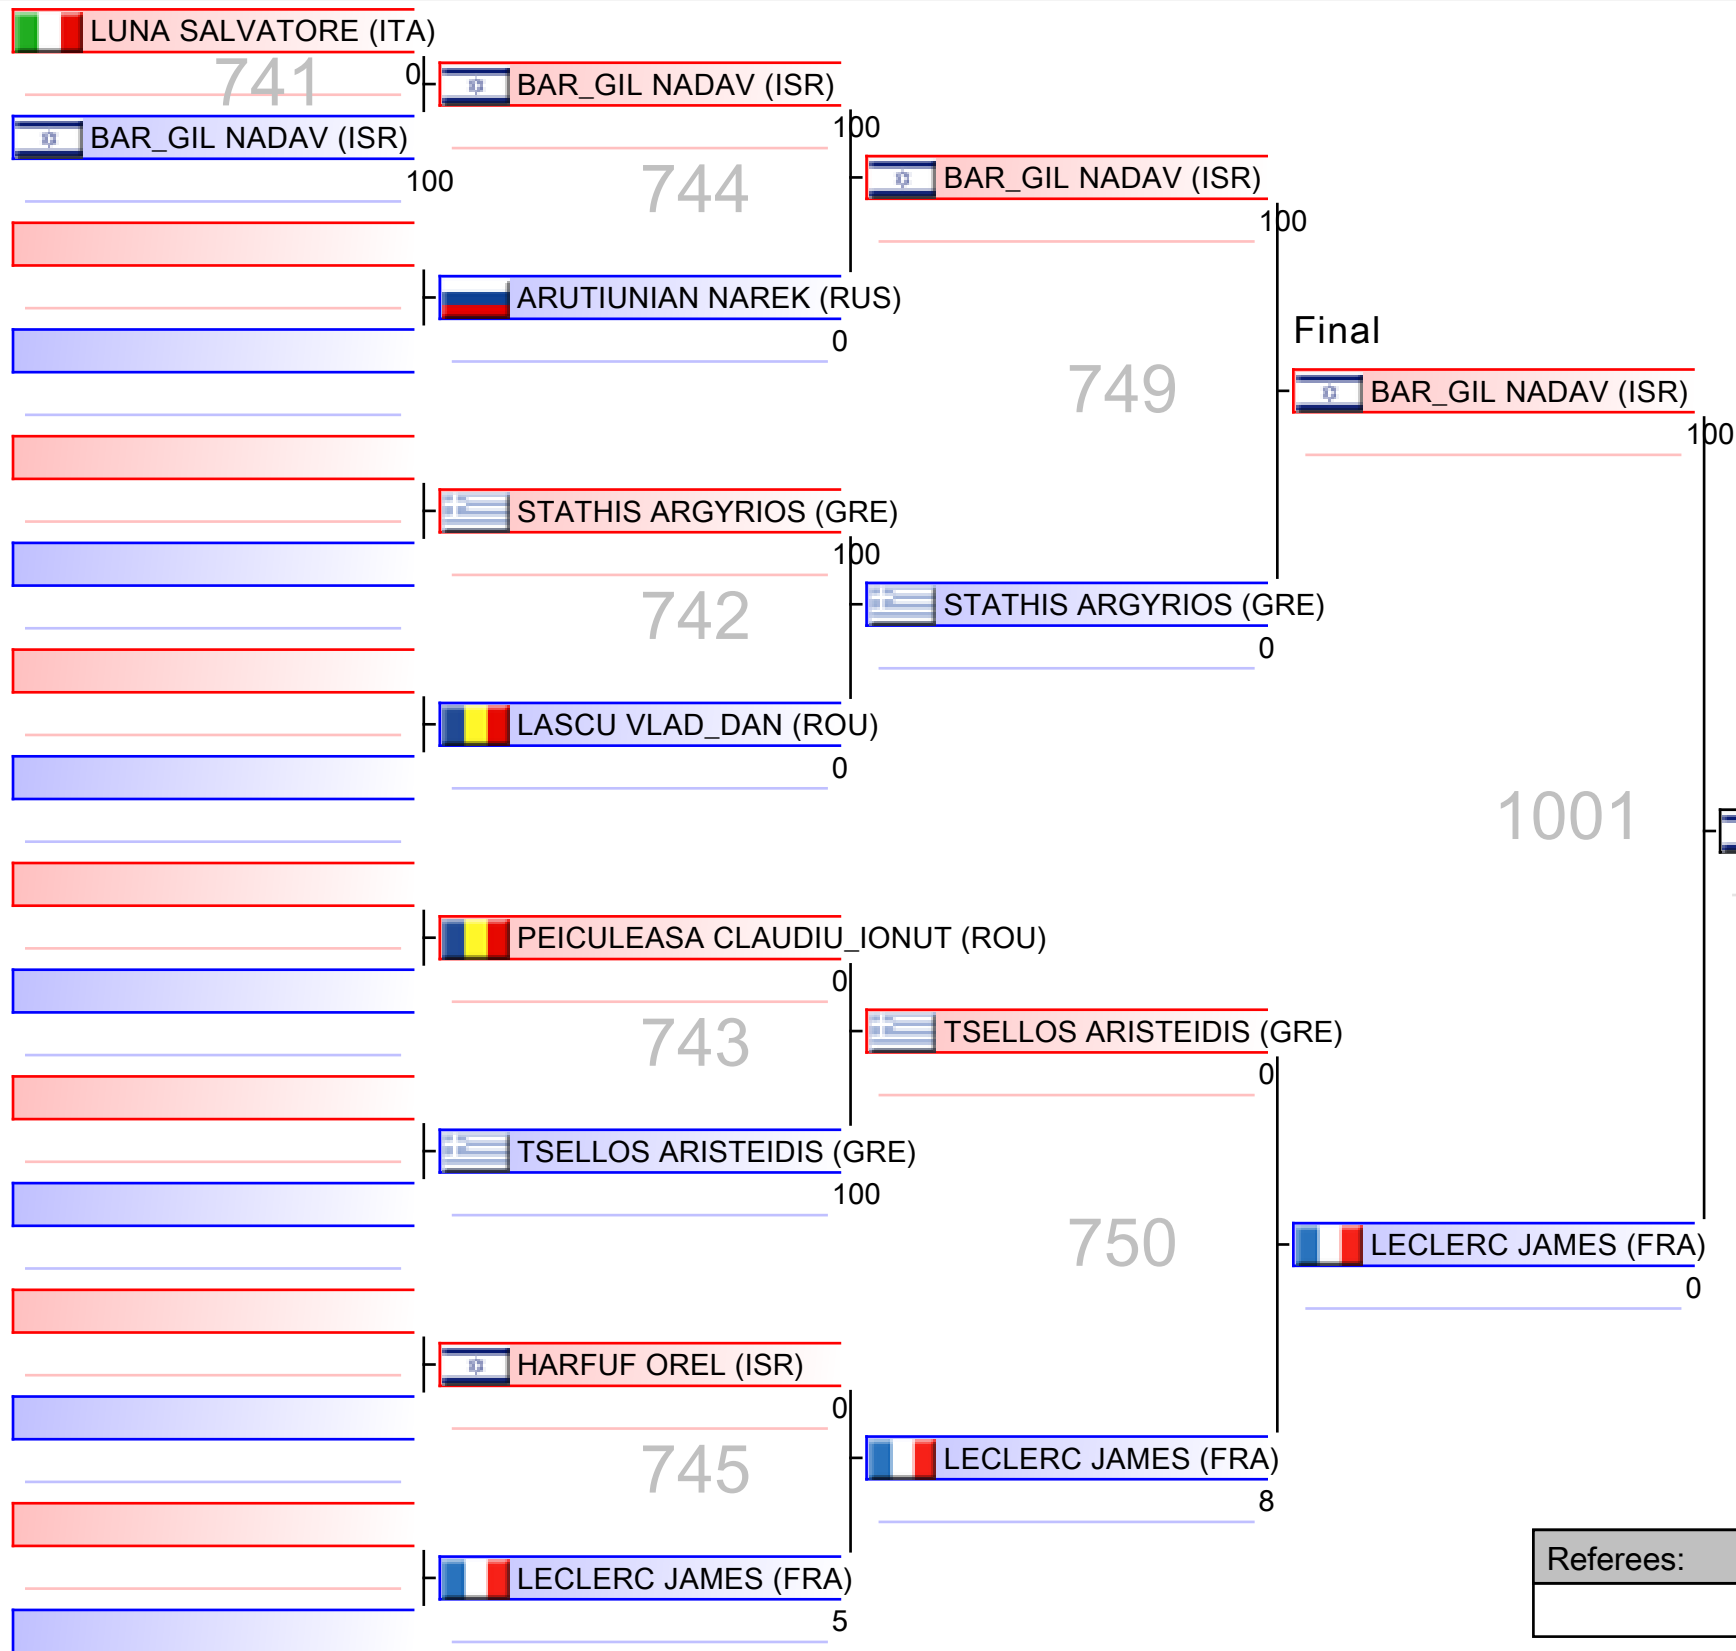 LUNA SALVATORE (ITA)
741
0
BAR_GIL NADAV (ISR)
100
BAR_GIL NADAV (ISR)
100
744
ARUTIUNIAN NAREK (RUS)
0
STATHIS ARGYRIOS (GRE)
100
742
LASCU VLAD_DAN (ROU)
0
PEICULEASA CLAUDIU_IONUT (ROU)
0
743
TSELLOS ARISTEIDIS (GRE)
100
HARFUF OREL (ISR)
0
745
LECLERC JAMES (FRA)
5
BAR_GIL NADAV (ISR)
100
749
STATHIS ARGYRIOS (GRE)
0
TSELLOS ARISTEIDIS (GRE)
0
750
LECLERC JAMES (FRA)
8
Final
BAR_GIL NADAV (ISR)
100
1001
LECLERC JAMES (FRA)
0
Referees: